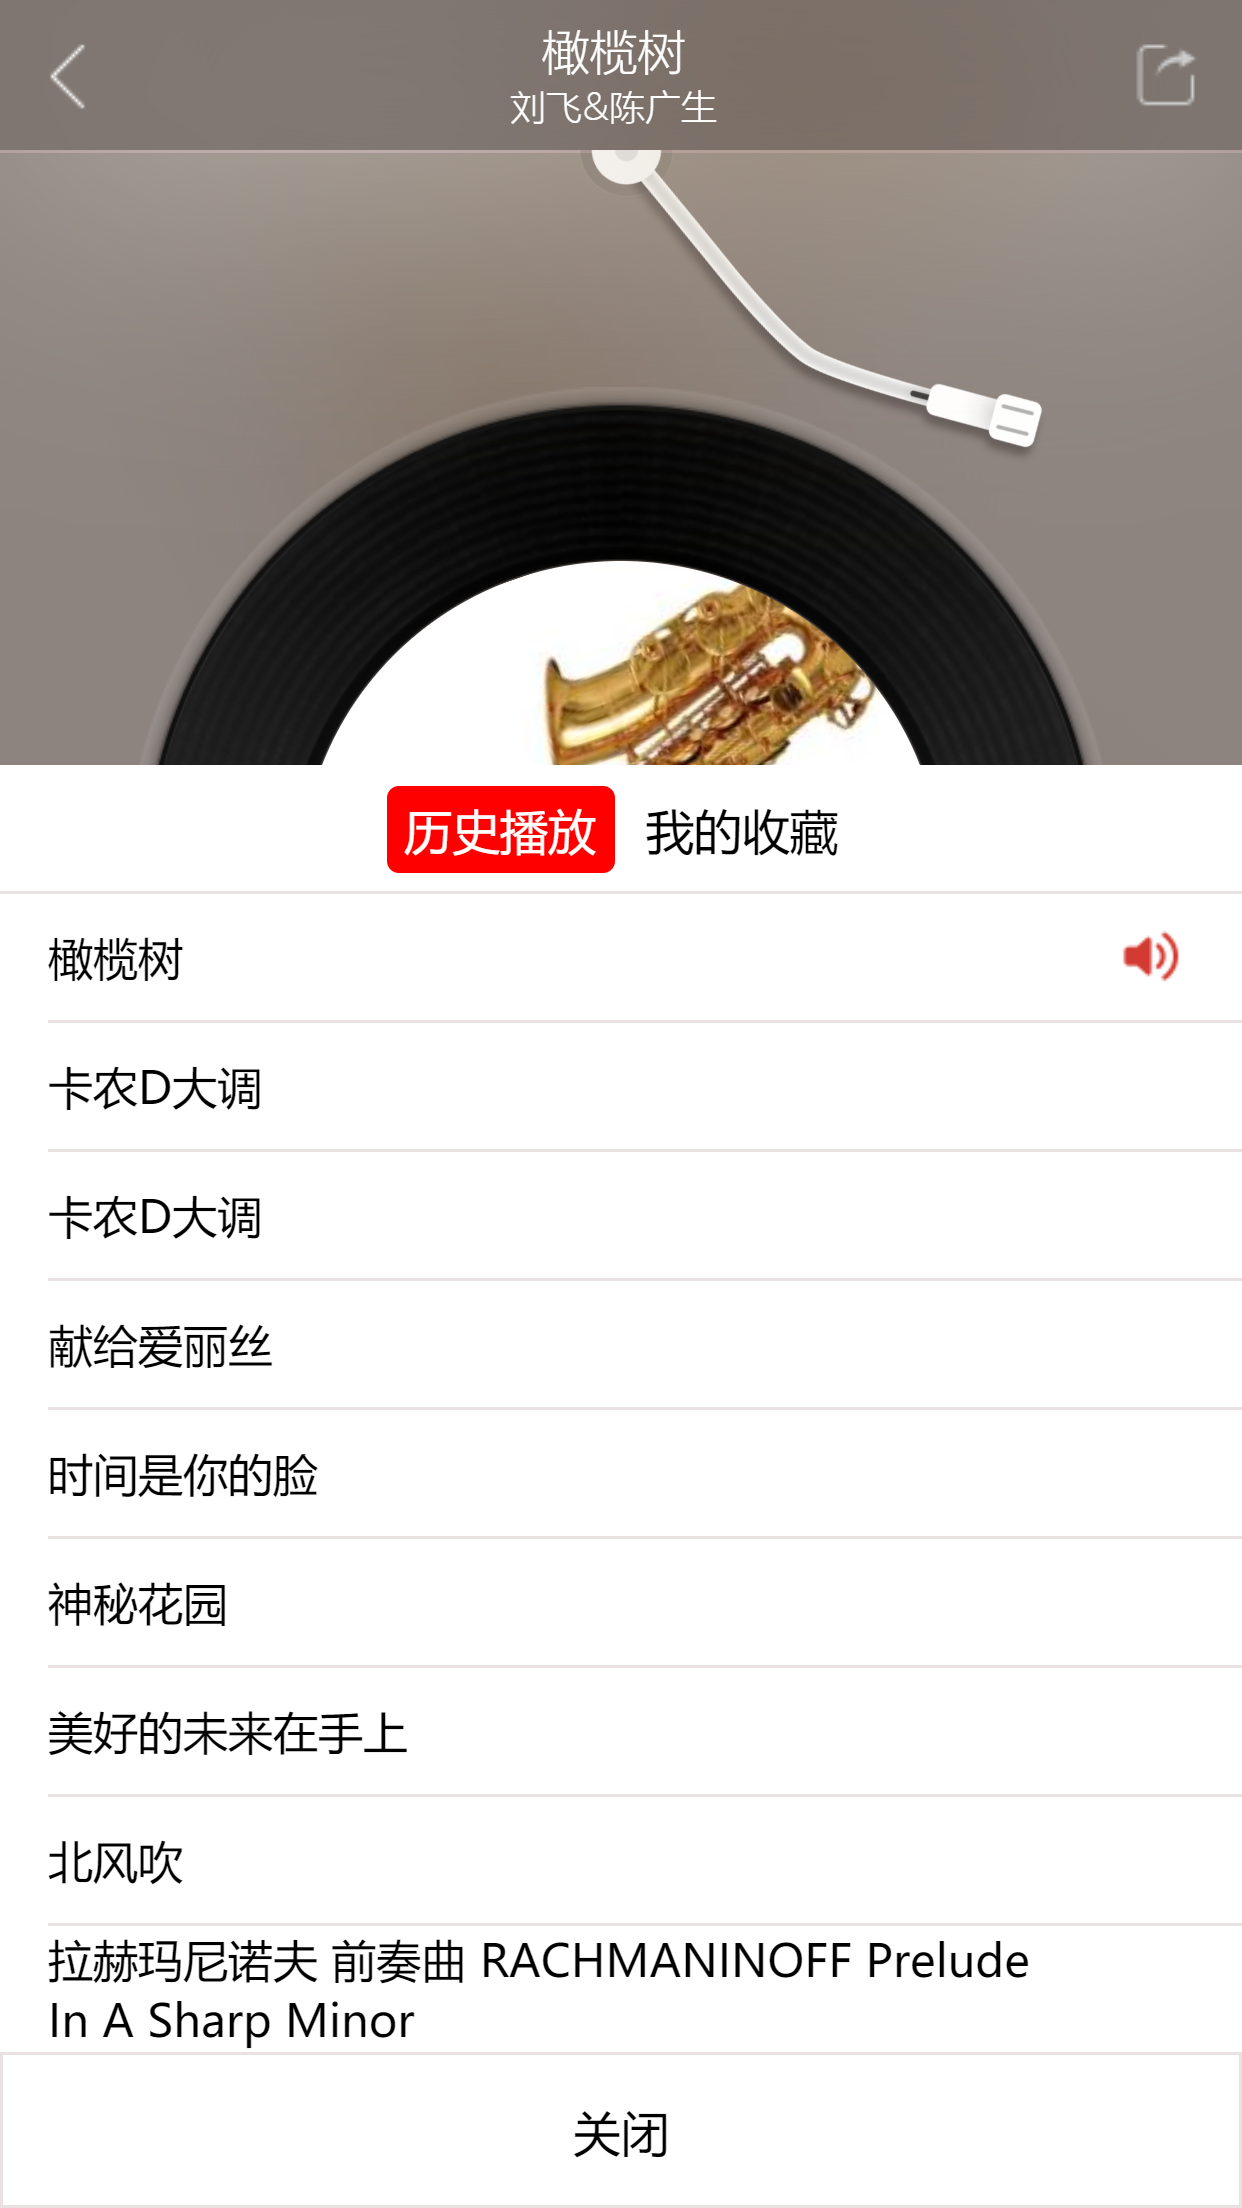 橄榄树
刘飞&陈广生
历史播放 我的收藏
橄榄树
卡农D大调
卡农D大调
献给爱丽丝
时间是你的脸
神秘花园
美好的未来在手上
北风吹
拉赫玛尼诺夫 前奏曲 RACHMANINOFF Prelude
In A Sharp Minor
关闭